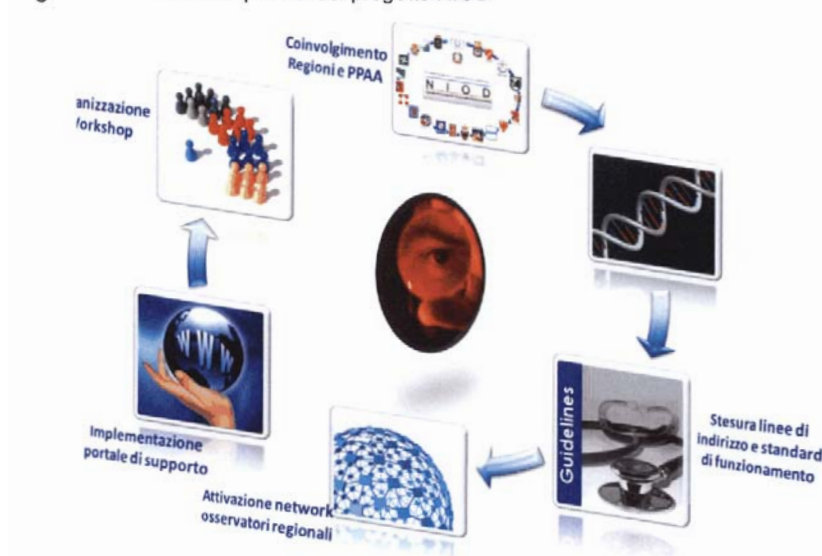 Coinvolgimento
Regioni e PPAA
N I O D
anizzazione
orkshop
WWW
Guidelines
Stesura linee di
indirizzo e standard
di funzionamento
Implementazione
portale di supporto
Attivazione network
osservatori regionali